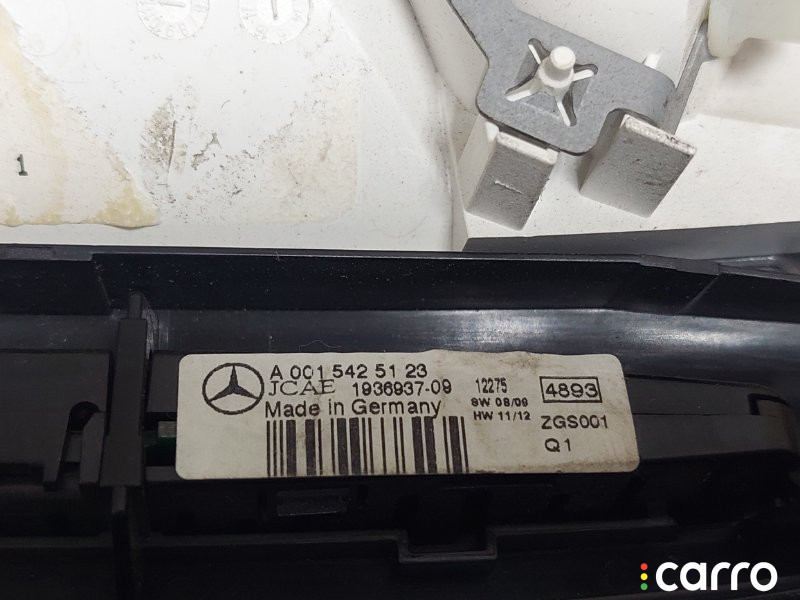 1
A 001 542 51 23
JCAE 1936937-09
Made in Germany
12275
SW 08/09
HW 11/12
4893
ZGS001
Q1
carro